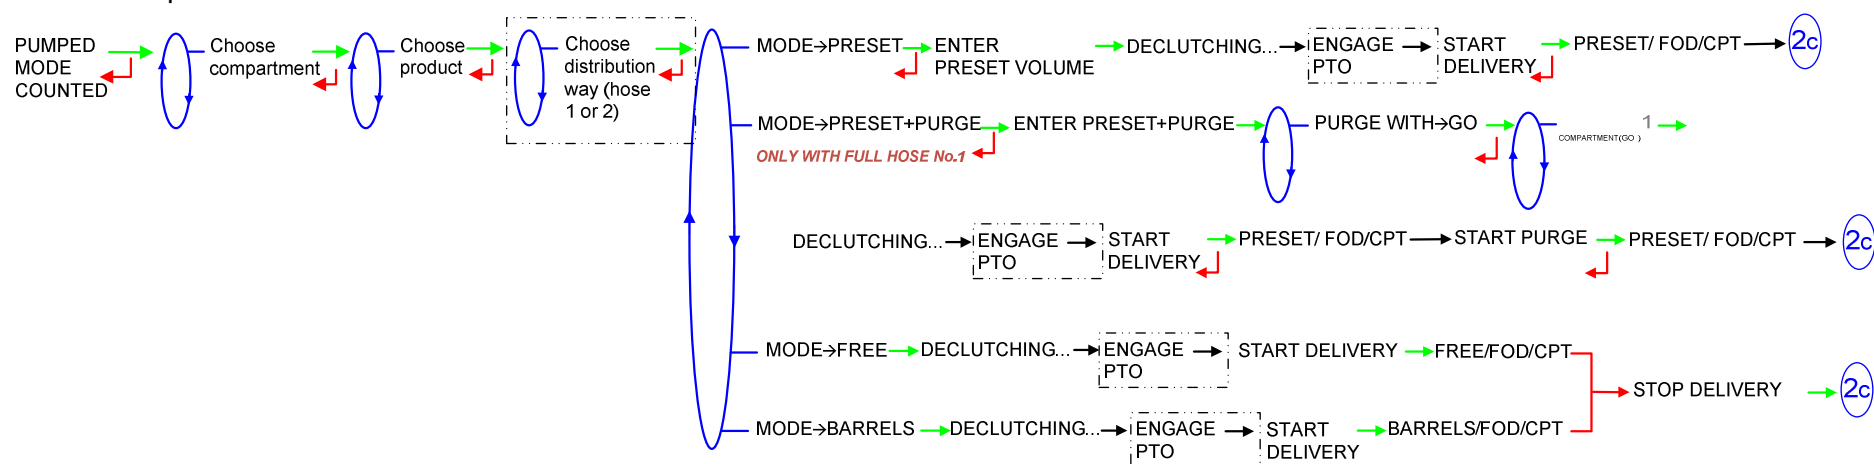 PUMPED
MODE
COUNTED
Choose
compartment
Choose
product
Choose
distribution
way (hose
1 or 2)
MODE→PRESET
ENTER
PRESET VOLUME
DECLUTCHING...
ENGAGE
PTO
START
DELIVERY
PRESET/ FOD/CPT
2c
MODE→PRESET+PURGE
ONLY WITH FULL HOSE No.1
ENTER PRESET+PURGE
PURGE WITH→GO
1
COMPARTMENT(GO )
DECLUTCHING...
ENGAGE
PTO
START
DELIVERY
PRESET/ FOD/CPT
START PURGE
PRESET/ FOD/CPT
2c
MODE→FREE
DECLUTCHING...
ENGAGE
PTO
START DELIVERY
FREE/FOD/CPT
STOP DELIVERY
2c
MODE→BARRELS
DECLUTCHING...
ENGAGE
PTO
START
DELIVERY
BARRELS/FOD/CPT